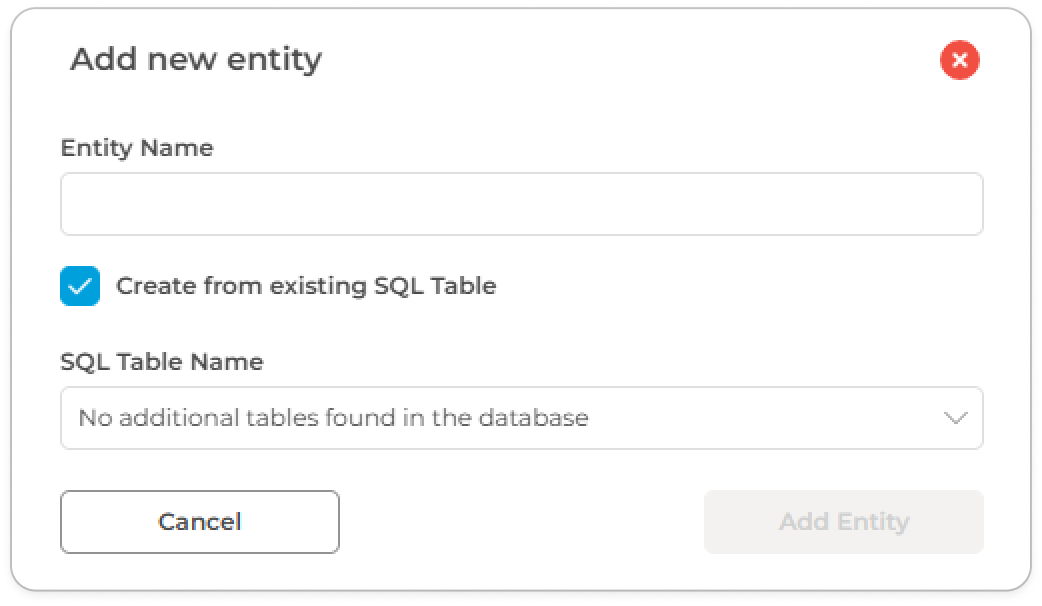 Add new entity
Entity Name
Create from existing SQL Table
SQL Table Name
No additional tables found in the database
Cancel
Add Entity